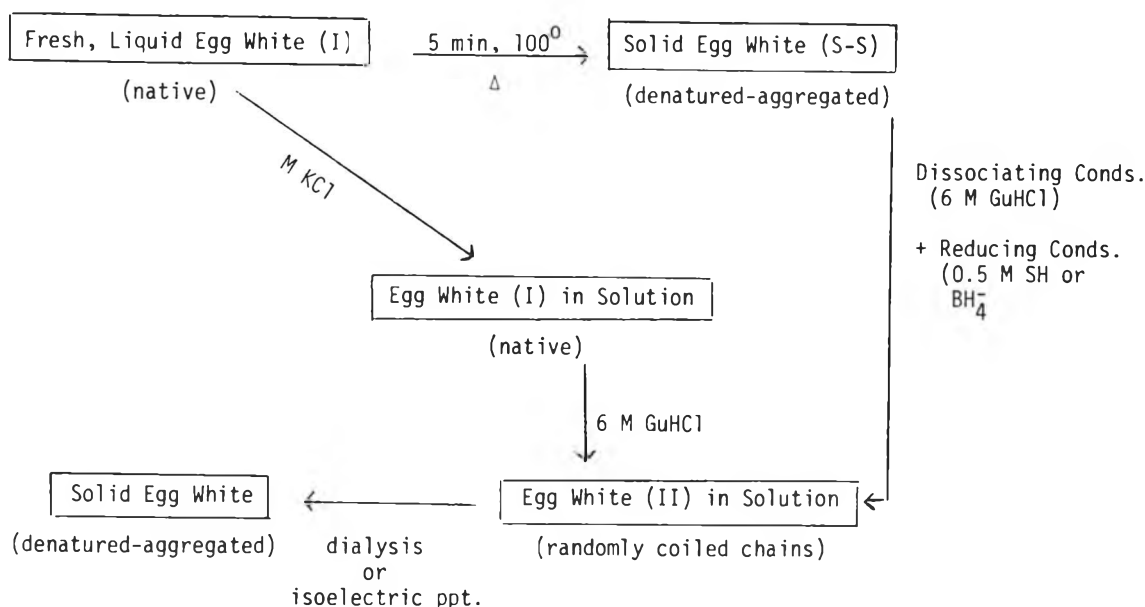 Fresh, Liquid Egg White (I)
5 min, 100⁰
Δ
Solid Egg White (S-S)
(native)
(denatured-aggregated)
M KCl
Dissociating Conds.
(6 M GuHCl)
+ Reducing Conds.
(0.5 M SH or
BH₄⁻
Egg White (I) in Solution
(native)
6 M GuHCl
Solid Egg White
Egg White (II) in Solution
(denatured-aggregated)
(randomly coiled chains)
dialysis
or
isoelectric ppt.